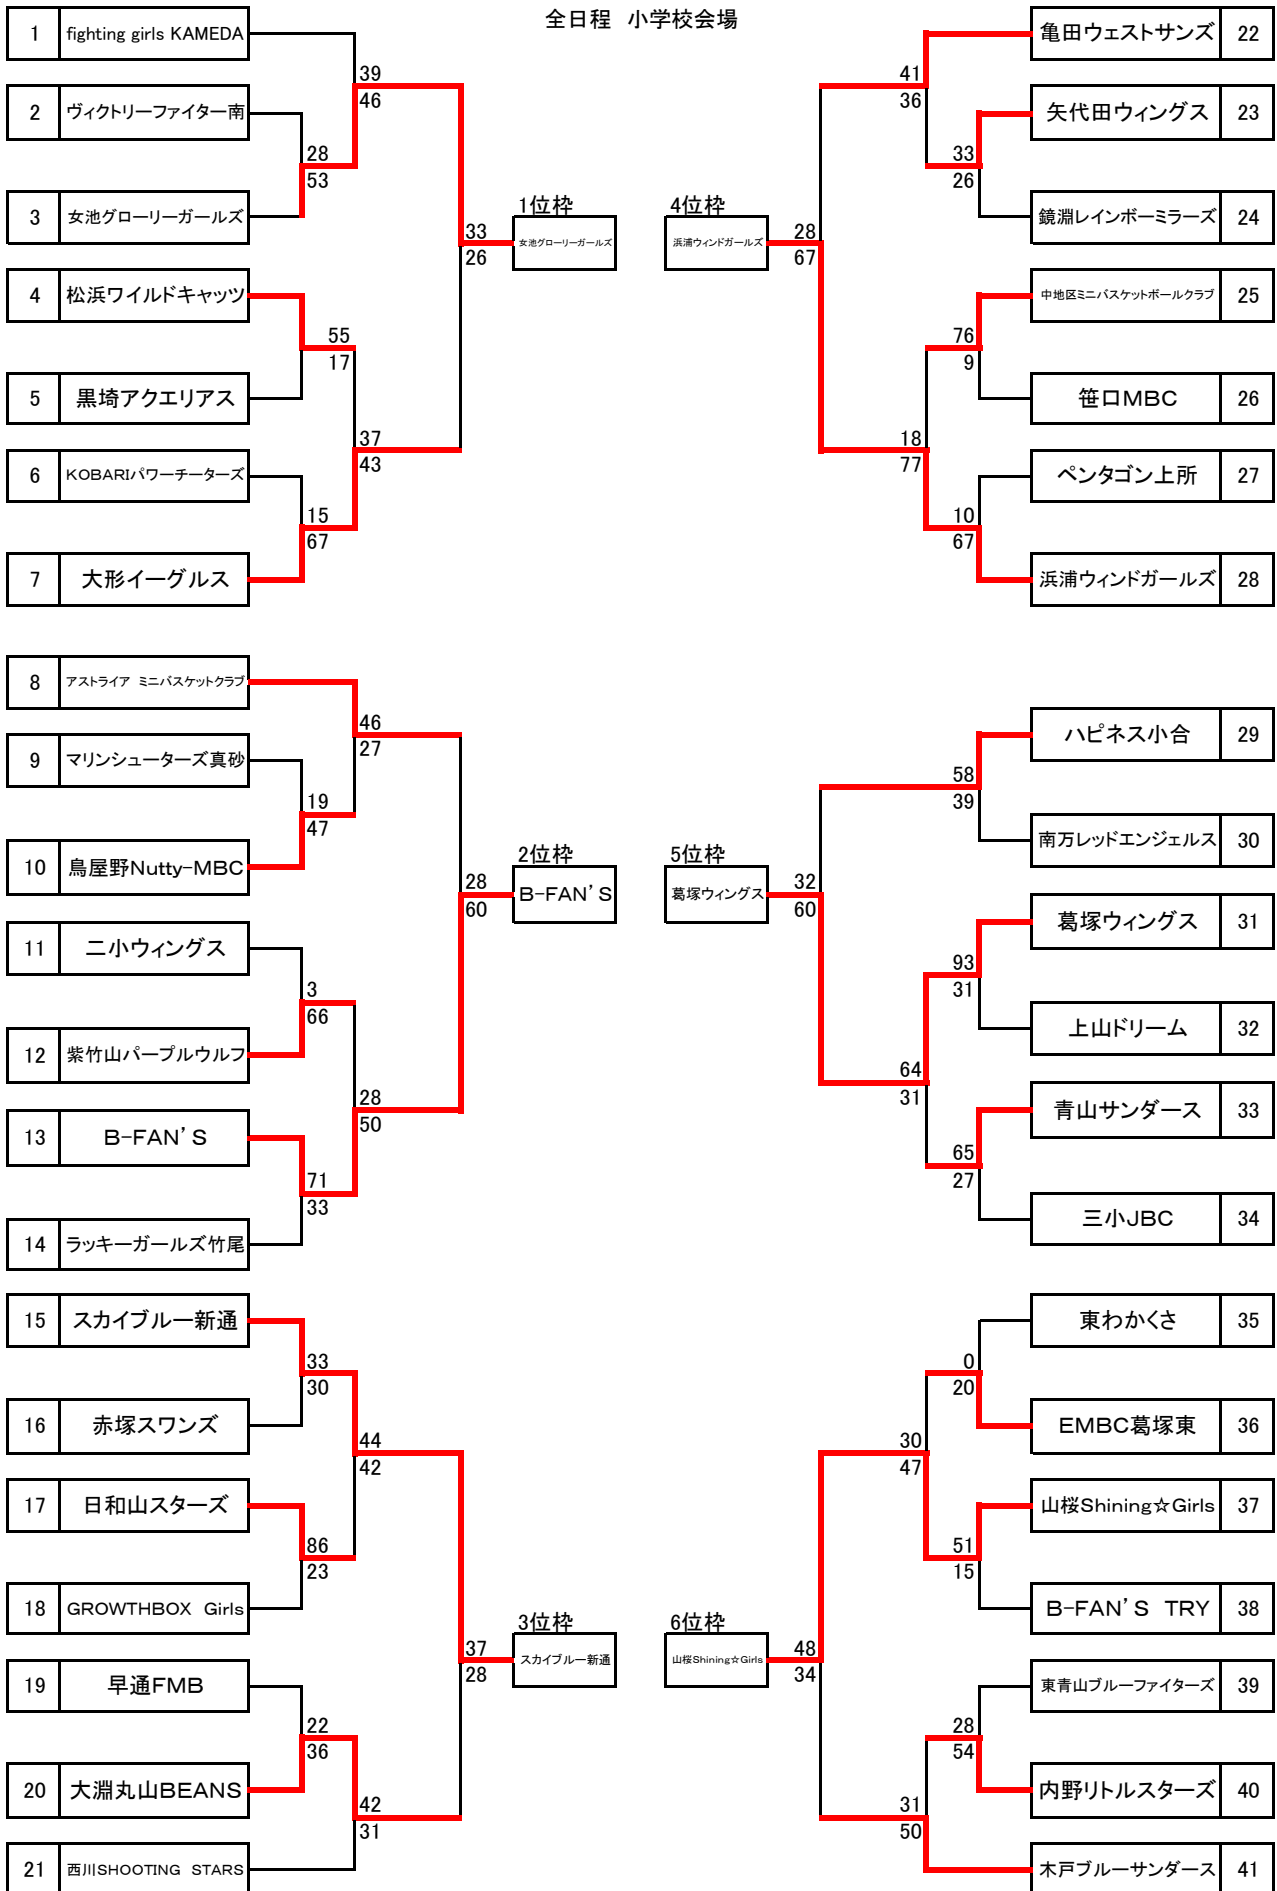 全日程 小学校会場
1 fighting girls KAMEDA
39
46
2 ヴィクトリーファイター南
28
53
3 女池グローリーガールズ
1位枠
女池グローリーガールズ
33
26
4 松浜ワイルドキャッツ
55
17
5 黒埼アクエリアス
37
43
6 KOBARIパワーチーターズ
15
67
7 大形イーグルス
8 アストライア ミニバスケットクラブ
46
27
9 マリンシューターズ真砂
19
47
10 鳥屋野Nutty-MBC
2位枠
B-FAN'S
28
60
11 二小ウィングス
3
66
12 紫竹山パープルウルフ
28
50
13 B-FAN'S
71
33
14 ラッキーガールズ竹尾
15 スカイブルー新通
33
30
16 赤塚スワンズ
44
42
17 日和山スターズ
86
23
18 GROWTHBOX Girls
3位枠
スカイブルー新通
37
28
19 早通FMB
22
36
20 大淵丸山BEANS
42
31
21 西川SHOOTING STARS
亀田ウェストサンズ 22
41
36
矢代田ウィングス 23
33
26
鏡淵レインボーミラーズ 24
4位枠
浜浦ウィンドガールズ
28
67
中地区ミニバスケットボールクラブ 25
76
9
笹口MBC 26
18
77
ペンタゴン上所 27
10
67
浜浦ウィンドガールズ 28
ハピネス小合 29
58
39
南万レッドエンジェルス 30
5位枠
葛塚ウィングス
32
60
葛塚ウィングス 31
93
31
上山ドリーム 32
64
31
青山サンダース 33
65
27
三小JBC 34
東わかくさ 35
0
20
EMBC葛塚東 36
30
47
山桜Shining☆Girls 37
51
15
B-FAN'S TRY 38
6位枠
山桜Shining☆Girls
48
34
東青山ブルーファイターズ 39
28
54
内野リトルスターズ 40
31
50
木戸ブルーサンダース 41